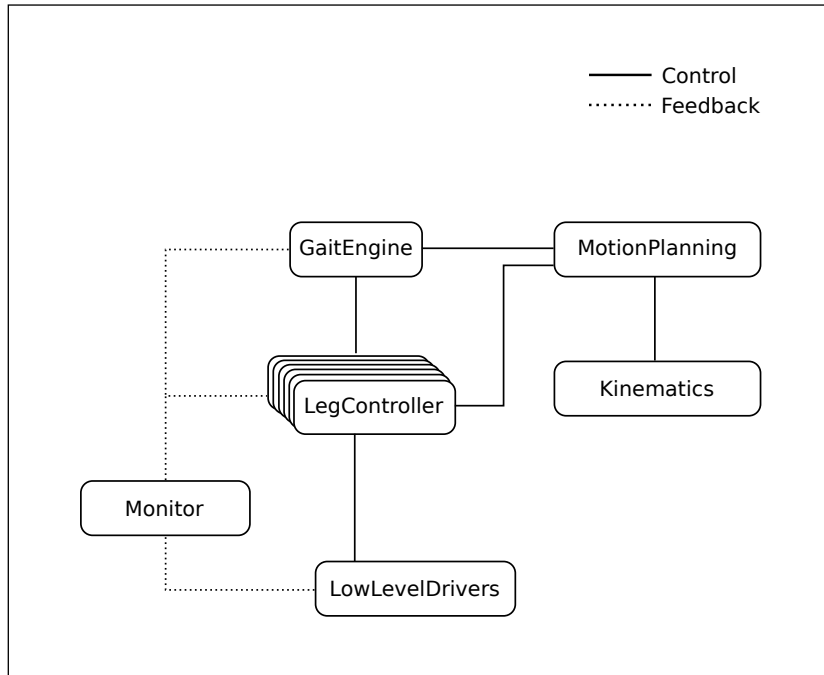 Control
Feedback
GaitEngine
MotionPlanning
LegController
Kinematics
Monitor
LowLevelDrivers